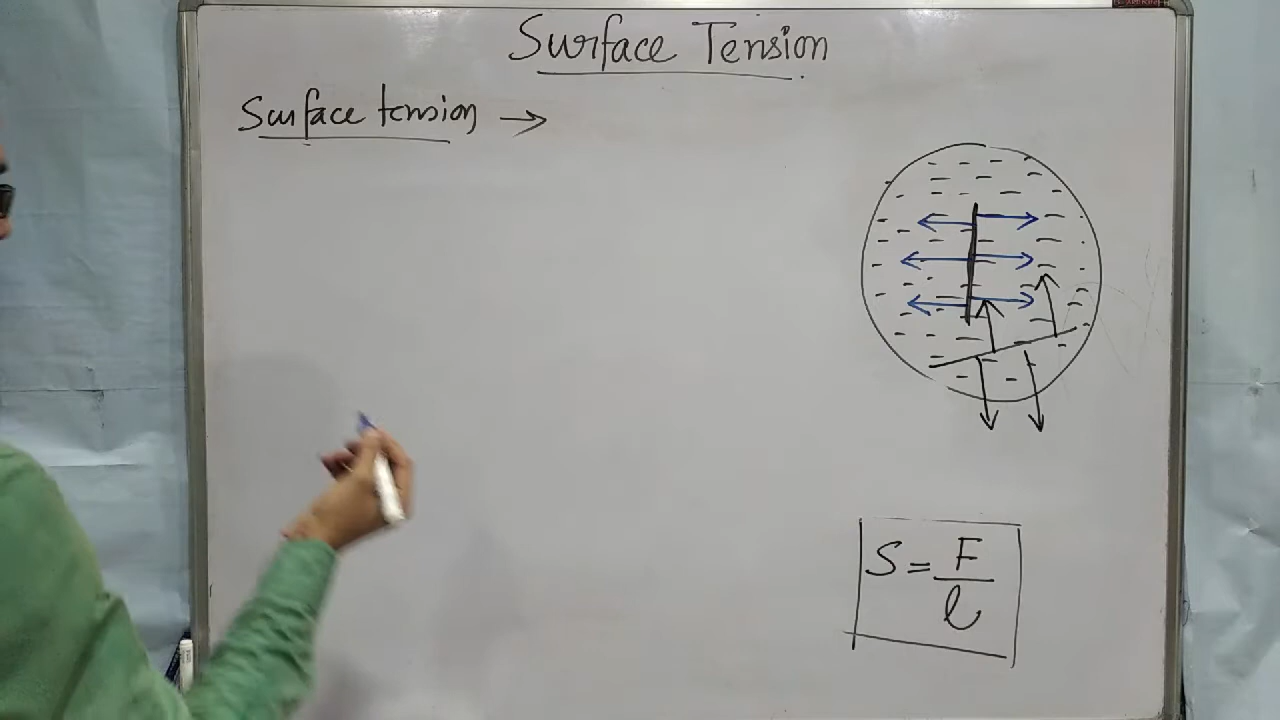 Surface Tension
Surface tension →
S = F/l